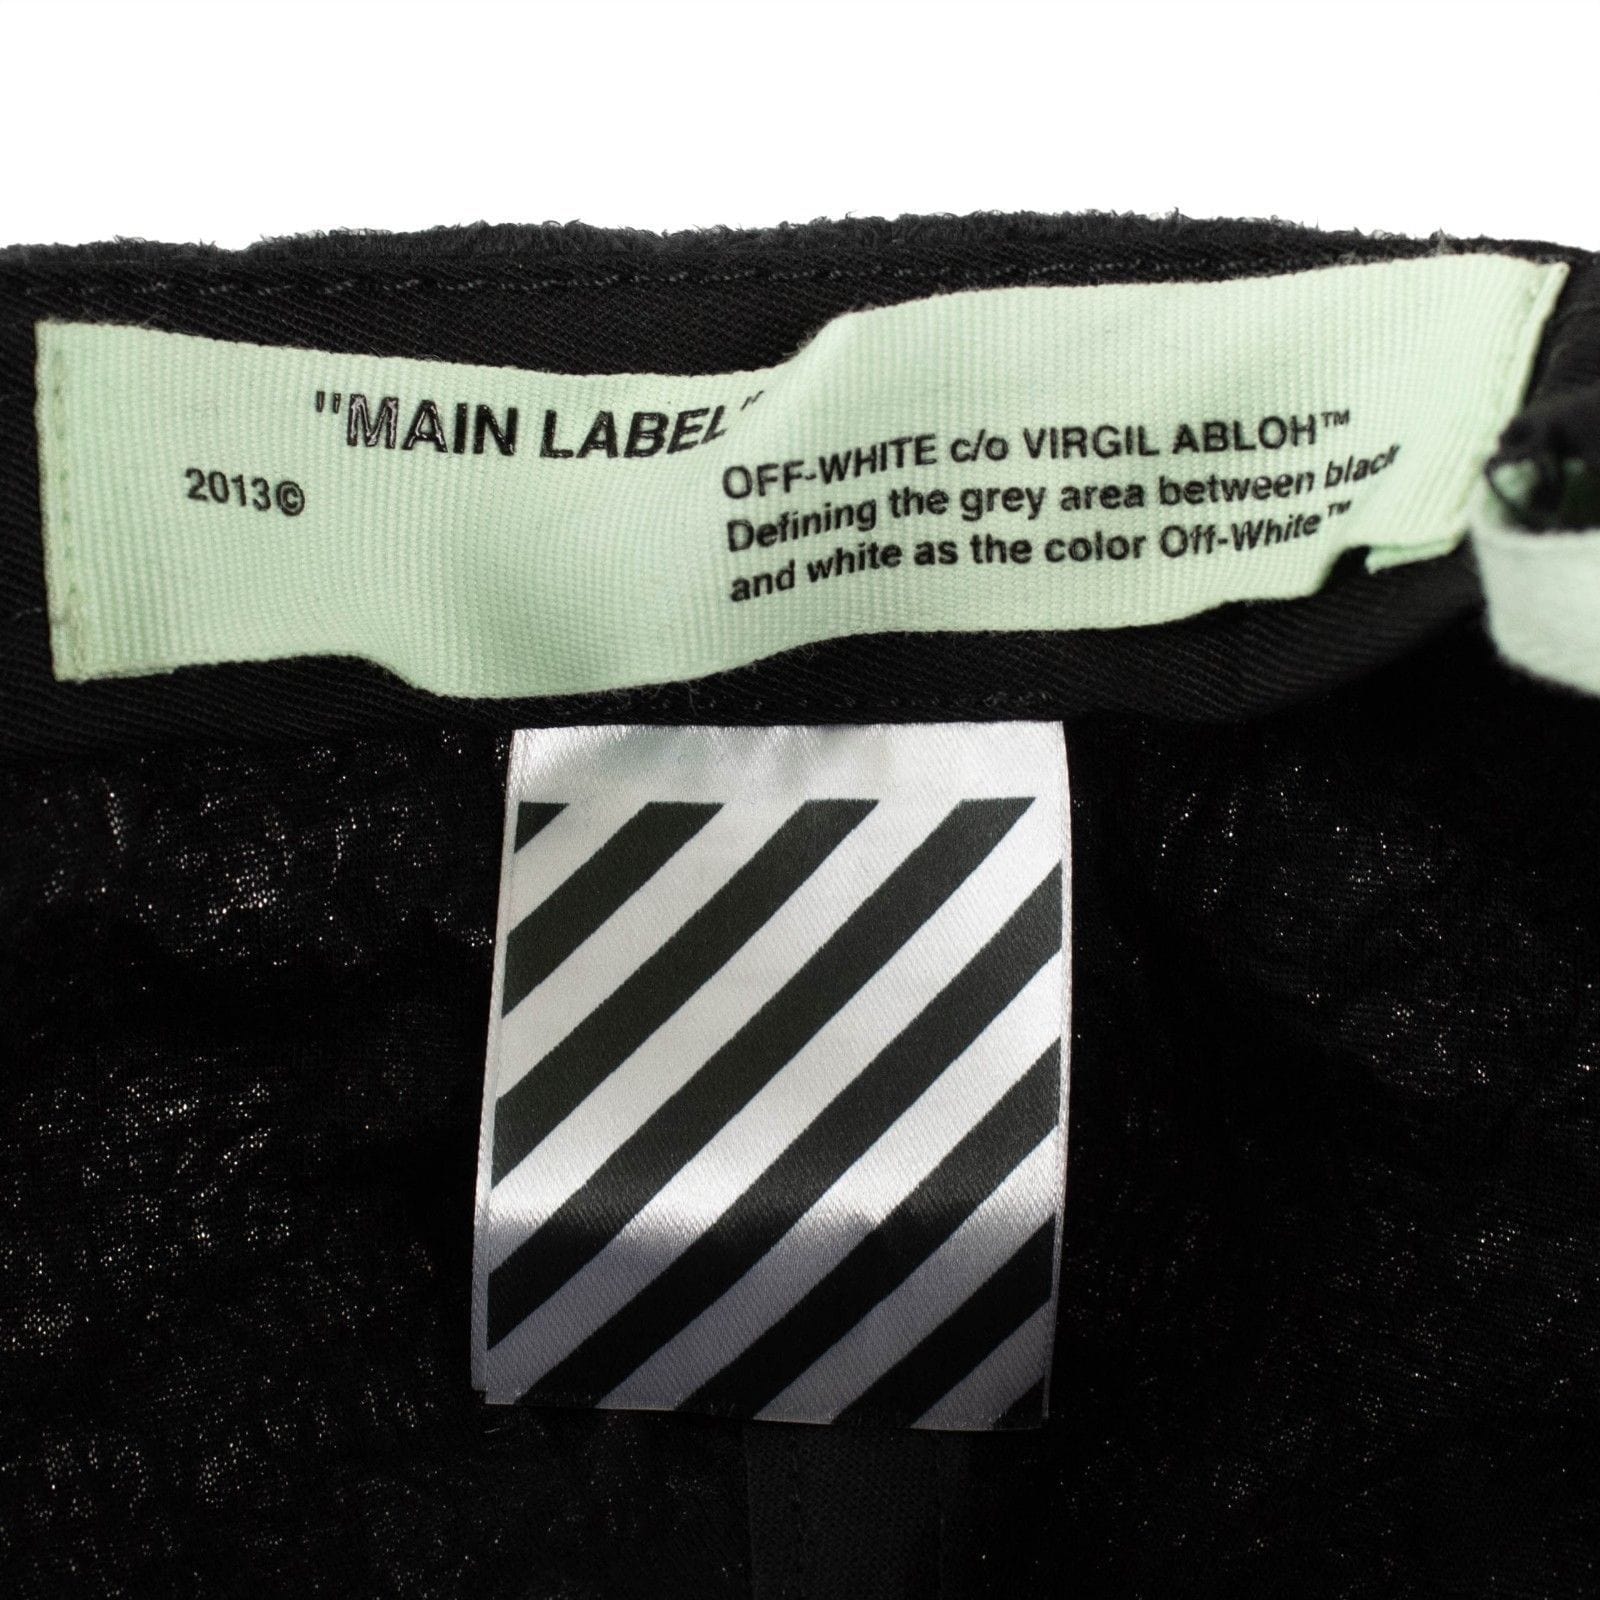 "MAIN LABEL"
2013©
OFF-WHITE c/o VIRGIL ABLOH™
Defining the grey area between black
and white as the color Off-White™